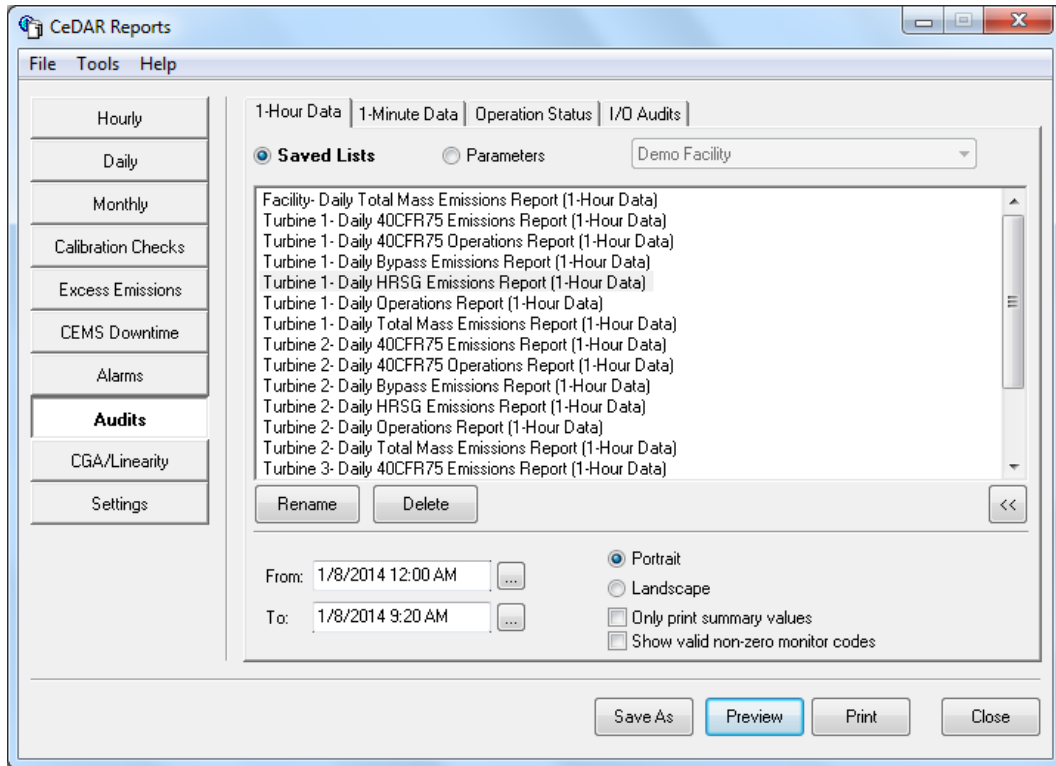 CeDAR Reports
File Tools Help
Hourly
Daily
Monthly
Calibration Checks
Excess Emissions
CEMS Downtime
Alarms
Audits
CGA/Linearity
Settings
1-Hour Data 1-Minute Data Operation Status I/O Audits
Saved Lists Parameters Demo Facility
Facility- Daily Total Mass Emissions Report (1-Hour Data)
Turbine 1- Daily 40CFR75 Emissions Report (1-Hour Data)
Turbine 1- Daily 40CFR75 Operations Report (1-Hour Data)
Turbine 1- Daily Bypass Emissions Report (1-Hour Data)
Turbine 1- Daily HRSG Emissions Report (1-Hour Data)
Turbine 1- Daily Operations Report (1-Hour Data)
Turbine 1- Daily Total Mass Emissions Report (1-Hour Data)
Turbine 2- Daily 40CFR75 Emissions Report (1-Hour Data)
Turbine 2- Daily 40CFR75 Operations Report (1-Hour Data)
Turbine 2- Daily Bypass Emissions Report (1-Hour Data)
Turbine 2- Daily HRSG Emissions Report (1-Hour Data)
Turbine 2- Daily Operations Report (1-Hour Data)
Turbine 2- Daily Total Mass Emissions Report (1-Hour Data)
Turbine 3- Daily 40CFR75 Emissions Report (1-Hour Data)
Rename Delete <<
From: 1/8/2014 12:00 AM ...
To: 1/8/2014 9:20 AM ...
Portrait
Landscape
Only print summary values
Show valid non-zero monitor codes
Save As Preview Print Close